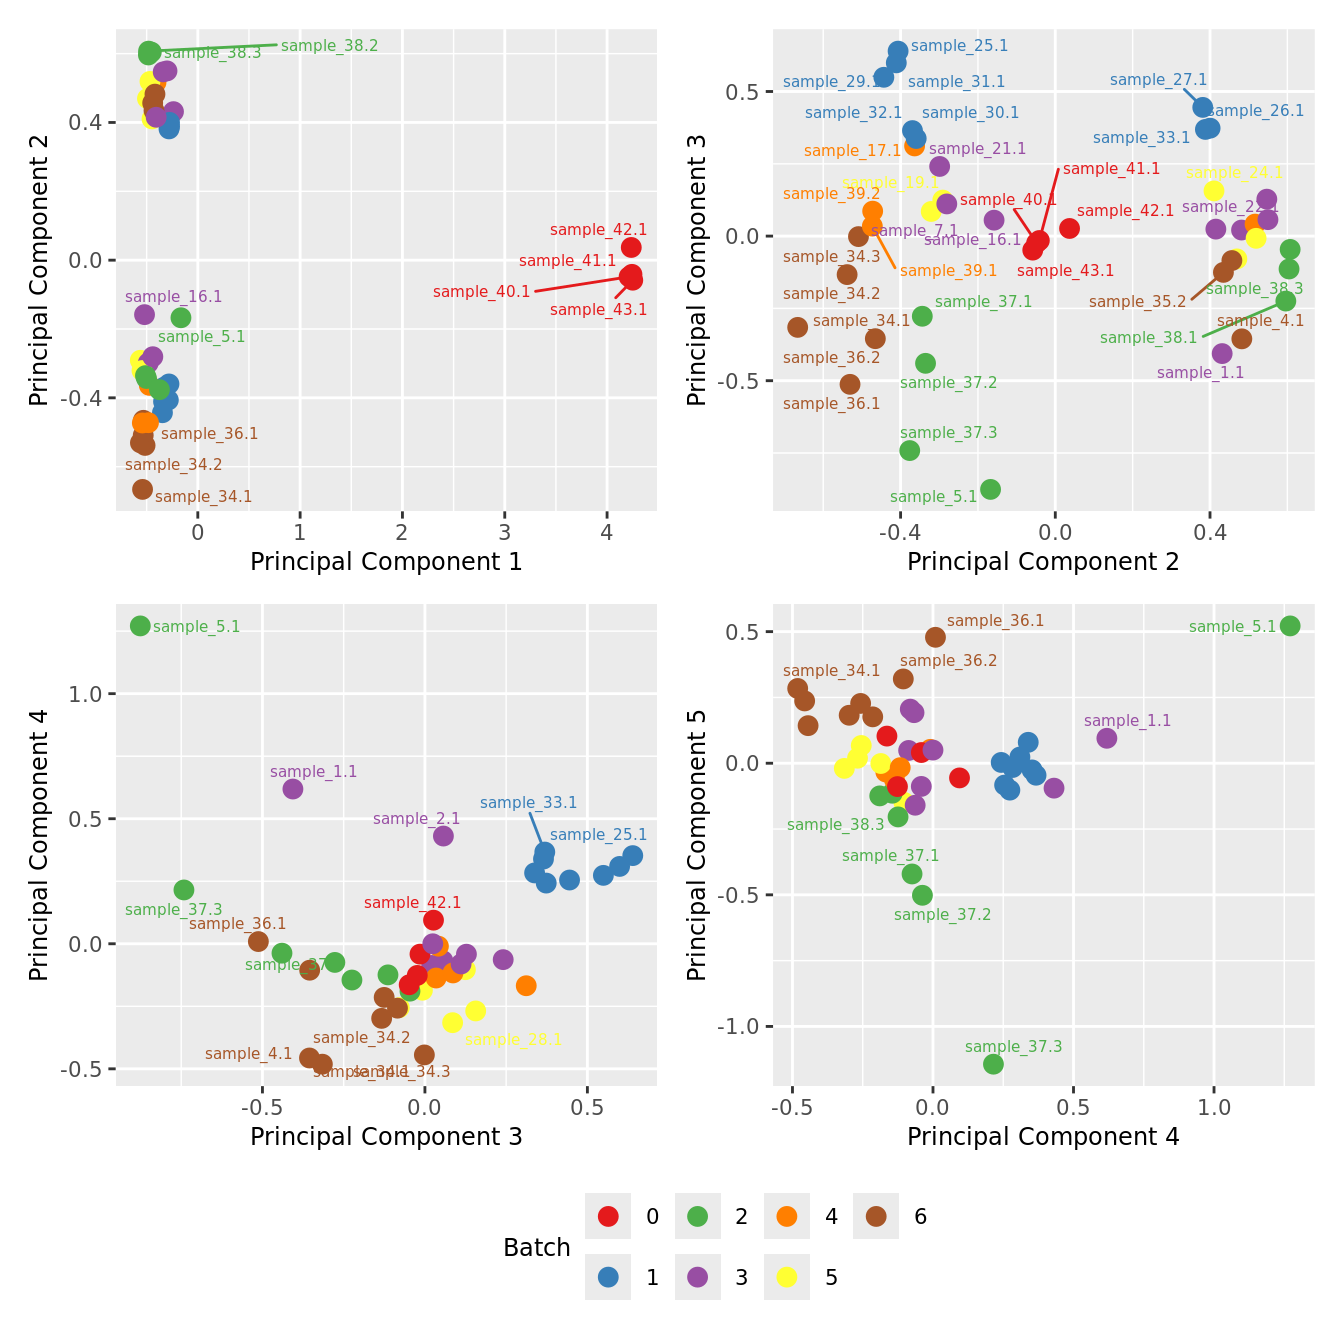 sample_38.2
sample_38.3
sample_42.1
sample_41.1
sample_40.1
sample_43.1
sample_16.1
sample_5.1
sample_36.1
sample_34.2
sample_34.1
0.4
0.0
-0.4
0
1
2
3
4
Principal Component 1
Principal Component 2
sample_25.1
sample_29.1
sample_31.1
sample_27.1
sample_26.1
sample_32.1
sample_30.1
sample_33.1
sample_17.1
sample_21.1
sample_41.1
sample_19.1
sample_24.1
sample_39.2
sample_40.1
sample_42.1
sample_22.1
sample_7.1
sample_16.1
sample_34.3
sample_39.1
sample_43.1
sample_34.2
sample_37.1
sample_35.2
sample_38.3
sample_34.1
sample_4.1
sample_38.1
sample_36.2
sample_1.1
sample_37.2
sample_36.1
sample_37.3
sample_5.1
0.5
0.0
-0.5
-0.4
0.0
0.4
Principal Component 2
Principal Component 3
sample_5.1
sample_1.1
sample_33.1
sample_2.1
sample_25.1
sample_42.1
sample_37.3
sample_36.1
sample_34.2
sample_28.1
sample_4.1
sample_34.1
sample_34.3
1.0
0.5
0.0
-0.5
-0.5
0.0
0.5
Principal Component 3
Principal Component 4
sample_36.1
sample_5.1
sample_36.2
sample_34.1
sample_1.1
sample_38.3
sample_37.1
sample_37.2
sample_37.3
0.5
0.0
-0.5
-1.0
-0.5
0.0
0.5
1.0
Principal Component 4
Principal Component 5
Batch
0
2
4
6
1
3
5